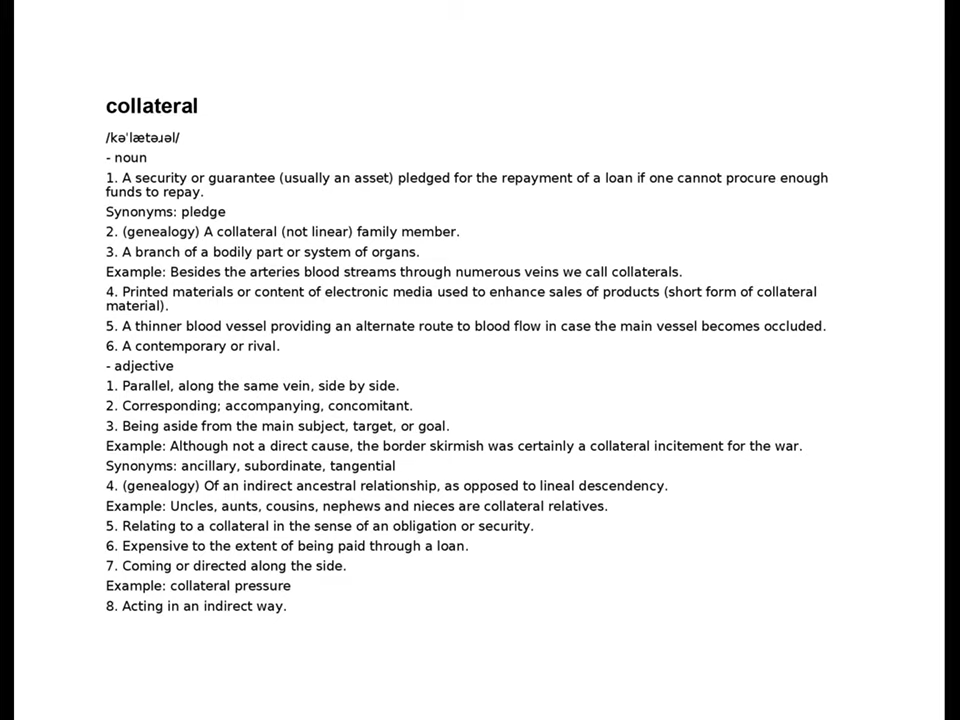 collateral
/kəˈlætəɹəl/
- noun
1. A security or guarantee (usually an asset) pledged for the repayment of a loan if one cannot procure enough
funds to repay.
Synonyms: pledge
2. (genealogy) A collateral (not linear) family member.
3. A branch of a bodily part or system of organs.
Example: Besides the arteries blood streams through numerous veins we call collaterals.
4. Printed materials or content of electronic media used to enhance sales of products (short form of collateral
material).
5. A thinner blood vessel providing an alternate route to blood flow in case the main vessel becomes occluded.
6. A contemporary or rival.
- adjective
1. Parallel, along the same vein, side by side.
2. Corresponding; accompanying, concomitant.
3. Being aside from the main subject, target, or goal.
Example: Although not a direct cause, the border skirmish was certainly a collateral incitement for the war.
Synonyms: ancillary, subordinate, tangential
4. (genealogy) Of an indirect ancestral relationship, as opposed to lineal descendency.
Example: Uncles, aunts, cousins, nephews and nieces are collateral relatives.
5. Relating to a collateral in the sense of an obligation or security.
6. Expensive to the extent of being paid through a loan.
7. Coming or directed along the side.
Example: collateral pressure
8. Acting in an indirect way.